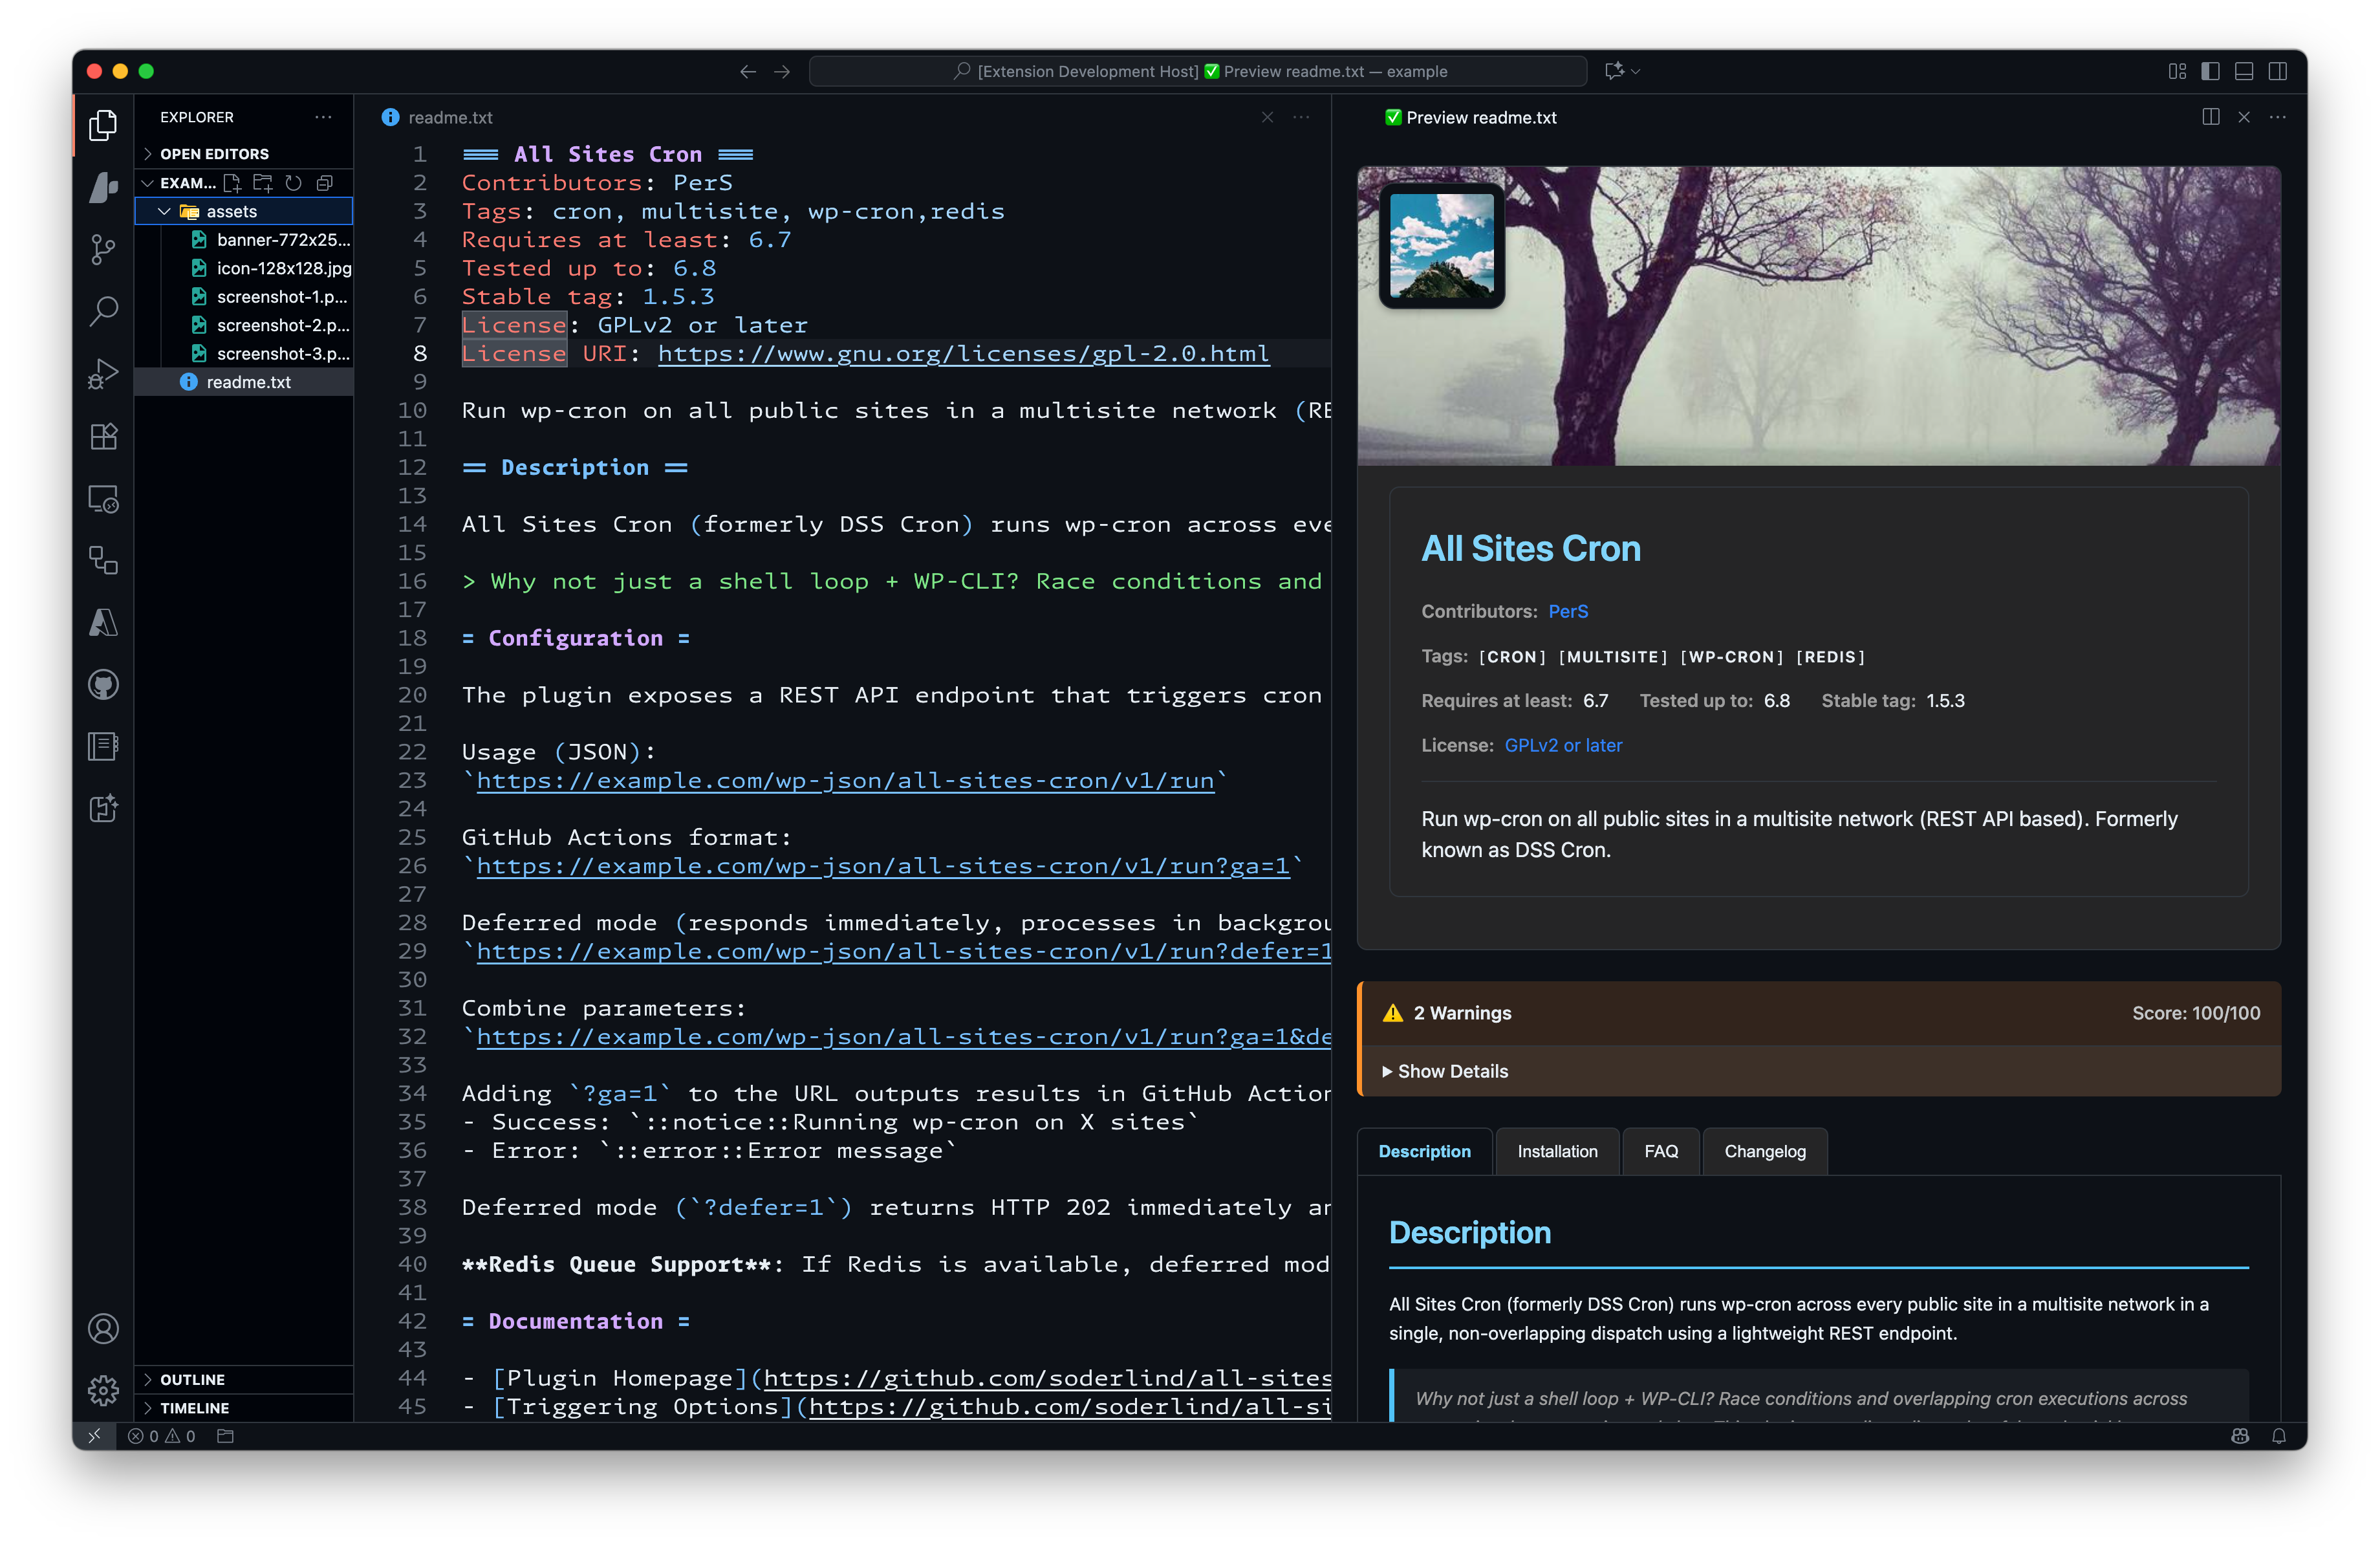 [Extension Development Host] ✅ Preview readme.txt — example
EXPLORER
OPEN EDITORS
EXAM...
assets
banner-772x25...
icon-128x128.jpg
screenshot-1.p...
screenshot-2.p...
screenshot-3.p...
readme.txt
OUTLINE
TIMELINE
readme.txt
1 === All Sites Cron ===
2 Contributors: PerS
3 Tags: cron, multisite, wp-cron,redis
4 Requires at least: 6.7
5 Tested up to: 6.8
6 Stable tag: 1.5.3
7 License: GPLv2 or later
8 License URI: https://www.gnu.org/licenses/gpl-2.0.html
9
10 Run wp-cron on all public sites in a multisite network (RE
11
12 == Description ==
13
14 All Sites Cron (formerly DSS Cron) runs wp-cron across eve
15
16 > Why not just a shell loop + WP-CLI? Race conditions and
17
18 = Configuration =
19
20 The plugin exposes a REST API endpoint that triggers cron
21
22 Usage (JSON):
23 `https://example.com/wp-json/all-sites-cron/v1/run`
24
25 GitHub Actions format:
26 `https://example.com/wp-json/all-sites-cron/v1/run?ga=1`
27
28 Deferred mode (responds immediately, processes in backgrou
29 `https://example.com/wp-json/all-sites-cron/v1/run?defer=1
30
31 Combine parameters:
32 `https://example.com/wp-json/all-sites-cron/v1/run?ga=1&de
33
34 Adding `?ga=1` to the URL outputs results in GitHub Action
35 - Success: `::notice::Running wp-cron on X sites`
36 - Error: `::error::Error message`
37
38 Deferred mode (`?defer=1`) returns HTTP 202 immediately an
39
40 **Redis Queue Support**: If Redis is available, deferred mod
41
42 = Documentation =
43
44 - [Plugin Homepage](https://github.com/soderlind/all-sites
45 - [Triggering Options](https://github.com/soderlind/all-si
✅ Preview readme.txt
All Sites Cron
Contributors: PerS
Tags: [CRON] [MULTISITE] [WP-CRON] [REDIS]
Requires at least: 6.7 Tested up to: 6.8 Stable tag: 1.5.3
License: GPLv2 or later
Run wp-cron on all public sites in a multisite network (REST API based). Formerly
known as DSS Cron.
⚠️ 2 Warnings Score: 100/100
▶ Show Details
Description Installation FAQ Changelog
Description
All Sites Cron (formerly DSS Cron) runs wp-cron across every public site in a multisite network in a
single, non-overlapping dispatch using a lightweight REST endpoint.
Why not just a shell loop + WP-CLI? Race conditions and overlapping cron executions across
0 0